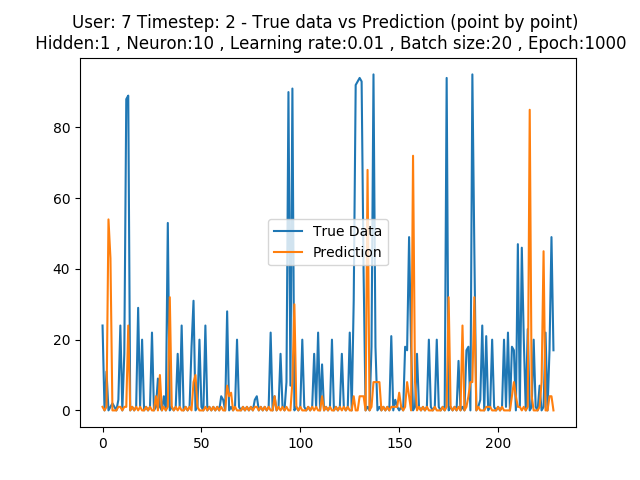 User: 7 Timestep: 2 - True data vs Prediction (point by point)
Hidden:1 , Neuron:10 , Learning rate:0.01 , Batch size:20 , Epoch:1000
80
60
True Data
Prediction
40
20
0
0 50 100 150 200